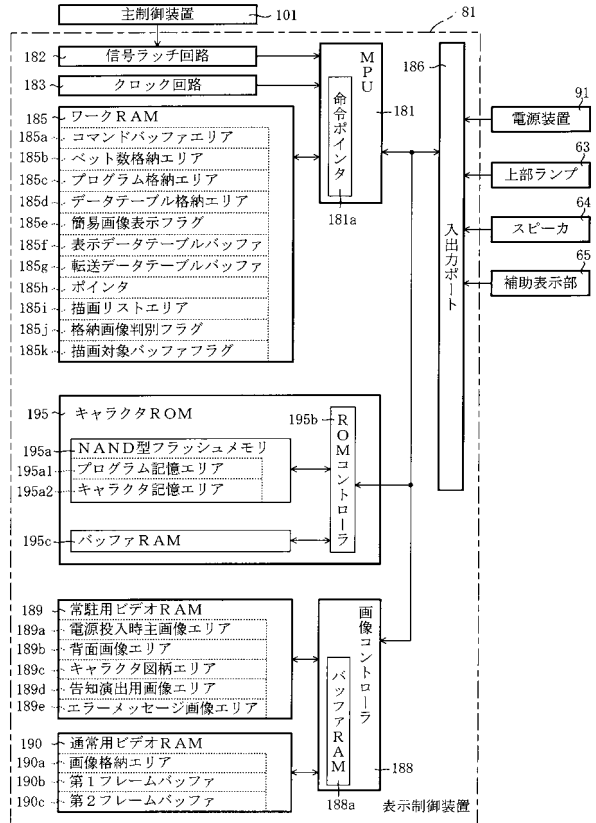 主制御装置
101
81
182
信号ラッチ回路
183
クロック回路
MPU
181
命令ポインタ
181a
185
ワークRAM
185a
コマンドバッファエリア
185b
ベット数格納エリア
185c
プログラム格納エリア
185d
データテーブル格納エリア
185e
簡易画像表示フラグ
185f
表示データテーブルバッファ
185g
転送データテーブルバッファ
185h
ポインタ
185i
描画リストエリア
185j
格納画像判別フラグ
185k
描画対象バッファフラグ
186
入出力ポート
91
電源装置
63
上部ランプ
64
スピーカ
65
補助表示部
195
キャラクタROM
195a
NAND型フラッシュメモリ
195a1
プログラム記憶エリア
195a2
キャラクタ記憶エリア
195b
ROMコントローラ
195c
バッファRAM
189
常駐用ビデオRAM
189a
電源投入時主画像エリア
189b
背面画像エリア
189c
キャラクタ図柄エリア
189d
告知演出用画像エリア
189e
エラーメッセージ画像エリア
190
通常用ビデオRAM
190a
画像格納エリア
190b
第1フレームバッファ
190c
第2フレームバッファ
画像コントローラ
バッファRAM
188
188a
表示制御装置